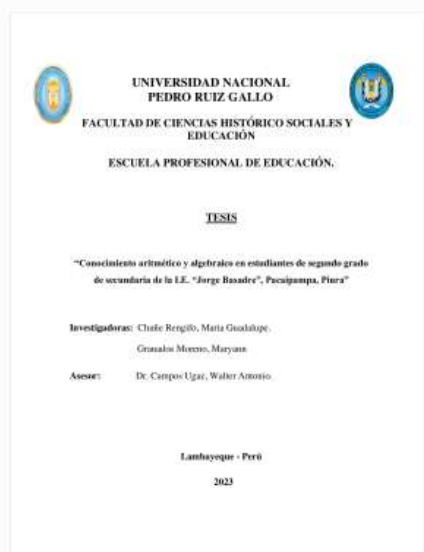 UNIVERSIDAD NACIONAL
PEDRO RUIZ GALLO
FACULTAD DE CIENCIAS HISTÓRICO SOCIALES Y
EDUCACIÓN
ESCUELA PROFESIONAL DE EDUCACIÓN.
TESIS
“Conocimiento aritmético y algebraico en estudiantes de segundo grado
de secundaria de la I.E. “Jorge Basadre”, Pacaipampa, Piura”
Investigadoras: Chuñe Rengifo, Maria Guadalupe.
Granados Moreno, Maryann
Asesor: Dr. Campos Ugaz, Walter Antonio.
Lambayeque - Perú
2023